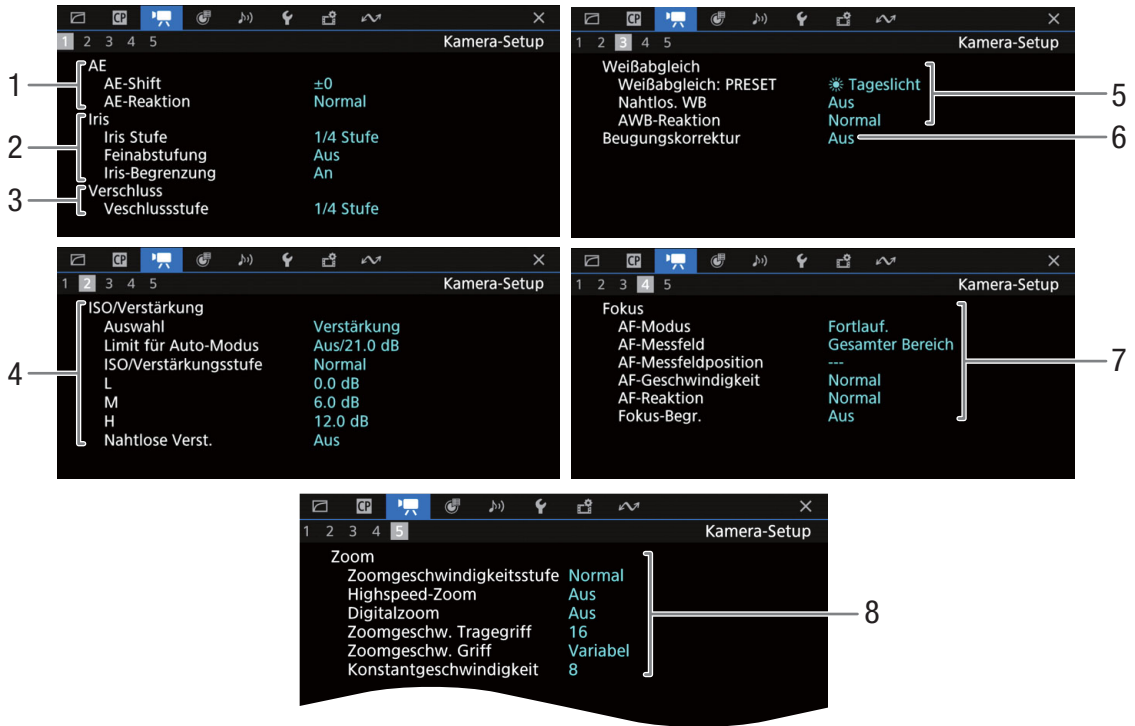 CP
1 2 3 4 5 Kamera-Setup
1
AE
AE-Shift ±0
AE-Reaktion Normal
2
Iris
Iris Stufe 1/4 Stufe
Feinabstufung Aus
Iris-Begrenzung An
3
Verschluss
Veschlussstufe 1/4 Stufe
CP
1 2 3 4 5 Kamera-Setup
Weißabgleich
Weißabgleich: PRESET Tageslicht
Nahtlos. WB Aus
AWB-Reaktion Normal
5
Beugungskorrektur Aus
6
CP
1 2 3 4 5 Kamera-Setup
4
ISO/Verstärkung
Auswahl Verstärkung
Limit für Auto-Modus Aus/21.0 dB
ISO/Verstärkungsstufe Normal
L 0.0 dB
M 6.0 dB
H 12.0 dB
Nahtlose Verst. Aus
CP
1 2 3 4 5 Kamera-Setup
Fokus
AF-Modus Fortlauf.
AF-Messfeld Gesamter Bereich
AF-Messfeldposition ---
AF-Geschwindigkeit Normal
AF-Reaktion Normal
Fokus-Begr. Aus
7
CP
1 2 3 4 5 Kamera-Setup
Zoom
Zoomgeschwindigkeitsstufe Normal
Highspeed-Zoom Aus
Digitalzoom Aus
Zoomgeschw. Tragegriff 16
Zoomgeschw. Griff Variabel
Konstantgeschwindigkeit 8
8